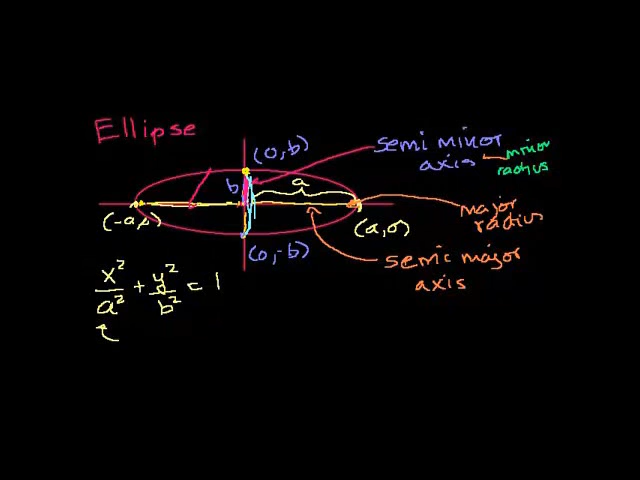 Ellipse
(0,b)
semi minor
axis
minor
radius
b
a
(-a,0)
(a,0)
major
radius
(0,-b)
semi major
axis
x²/a² + y²/b² = 1